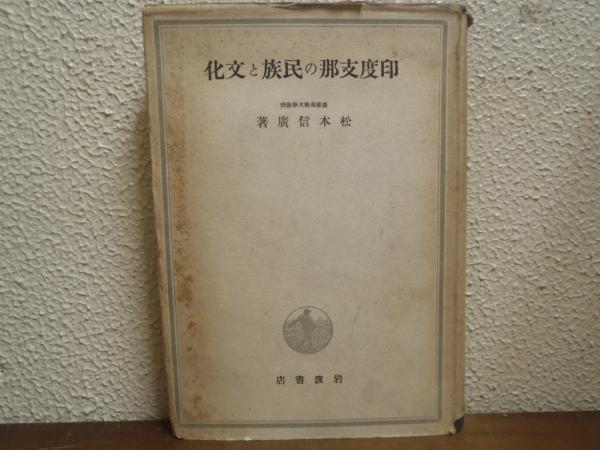 印度支那の民族と文化
慶應義塾大學教授
松本信廣著
岩波書店